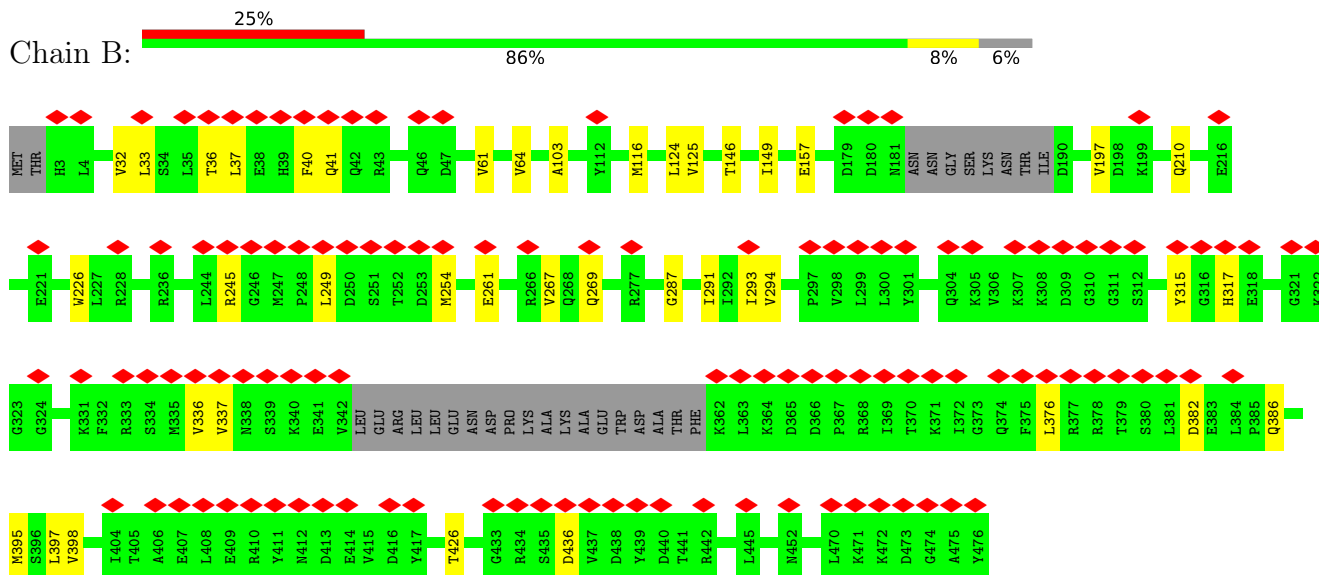 25%
Chain B:
86% 8% 6%
MET THR H3 L4 V32 L33 S34 L35 T36 L37 E38 H39 F40 Q41 Q42 R43 Q46 D47 V61 V64 A103 Y112 M116 L124 V125 T146 I149 E157 D179 D180 N181 ASN ASN GLY SER LYS ASN THR ILE D190 V197 D198 K199 Q210 E216
E221 W226 L227 R228 R236 L244 R245 G246 M247 P248 L249 D250 S251 T252 D253 M254 E261 R266 V267 Q268 Q269 R277 G287 I291 I292 I293 V294 P297 V298 L299 L300 Y301 Q304 K305 V306 K307 K308 D309 G310 G311 S312 Y315 G316 H317 E318 G321
G323 G324 K331 F332 R333 S334 M335 V336 V337 N338 S339 K340 E341 V342 LEU GLU ARG LEU LEU GLU ASN ASP PRO LYS ALA LYS ALA GLU TRP ASP ALA THR PHE K362 L363 K364 D365 D366 P367 R368 I369 T370 K371 I372 G373 Q374 F375 L376 R377 R378 T379 S380 L381 D382 E383 L384 P385 Q386
M395 S396 L397 V398 I404 T405 A406 E407 L408 E409 R410 Y411 N412 D413 E414 V415 D416 Y417 T426 G433 R434 S435 D436 V437 D438 Y439 D440 T441 R442 L445 N452 L470 K471 K472 D473 G474 A475 Y476